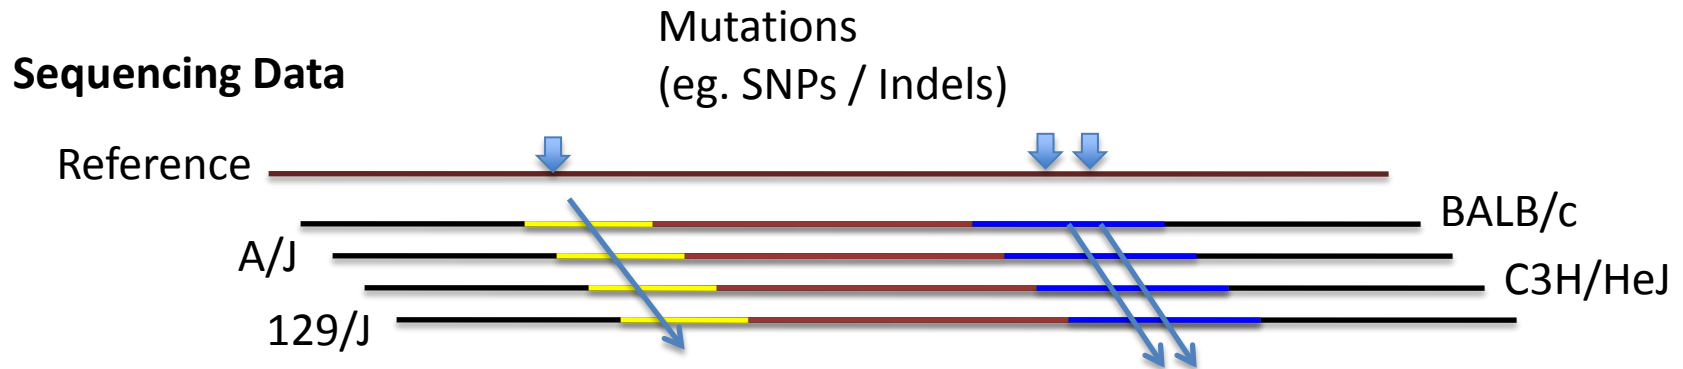 Mutations
(eg. SNPs / Indels)
Sequencing Data
Reference
BALB/c
A/J
C3H/HeJ
129/J